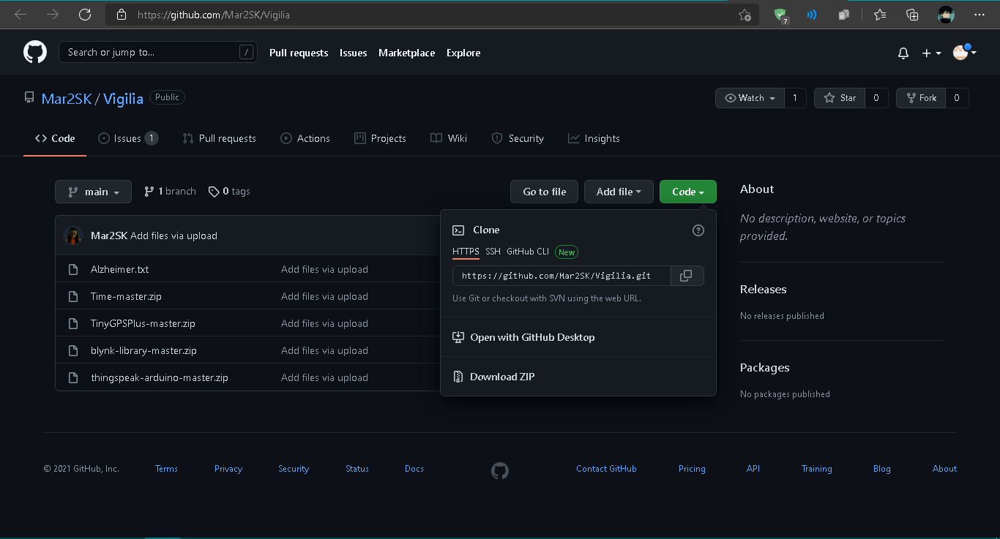 https://github.com/Mar2SK/Vigilia
7
Search or jump to... /
Pull requests Issues Marketplace Explore
Mar2SK / Vigilia Public
Watch 1 Star 0 Fork 0
Code Issues 1 Pull requests Actions Projects Wiki Security Insights
main 1 branch 0 tags Go to file Add file Code
Mar2SK Add files via upload
Alzheimer.txt Add files via upload
Time-master.zip Add files via upload
TinyGPSPlus-master.zip Add files via upload
blynk-library-master.zip Add files via upload
thingspeak-arduino-master.zip Add files via upload
Clone
HTTPS SSH GitHub CLI New
https://github.com/Mar2SK/Vigilia.git
Use Git or checkout with SVN using the web URL.
Open with GitHub Desktop
Download ZIP
About
No description, website, or topics
provided.
Releases
No releases published
Packages
No packages published
© 2021 GitHub, Inc. Terms Privacy Security Status Docs Contact GitHub Pricing API Training Blog About